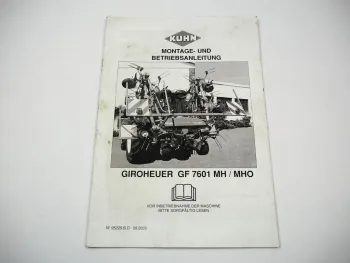 KUHN
MONTAGE- UND
BETRIEBSANLEITUNG
GIROHEUER GF 7601 MH / MHO
VOR INBETRIEBNAHME DER MASCHINE
BITTE SORGFÄLTIG LESEN